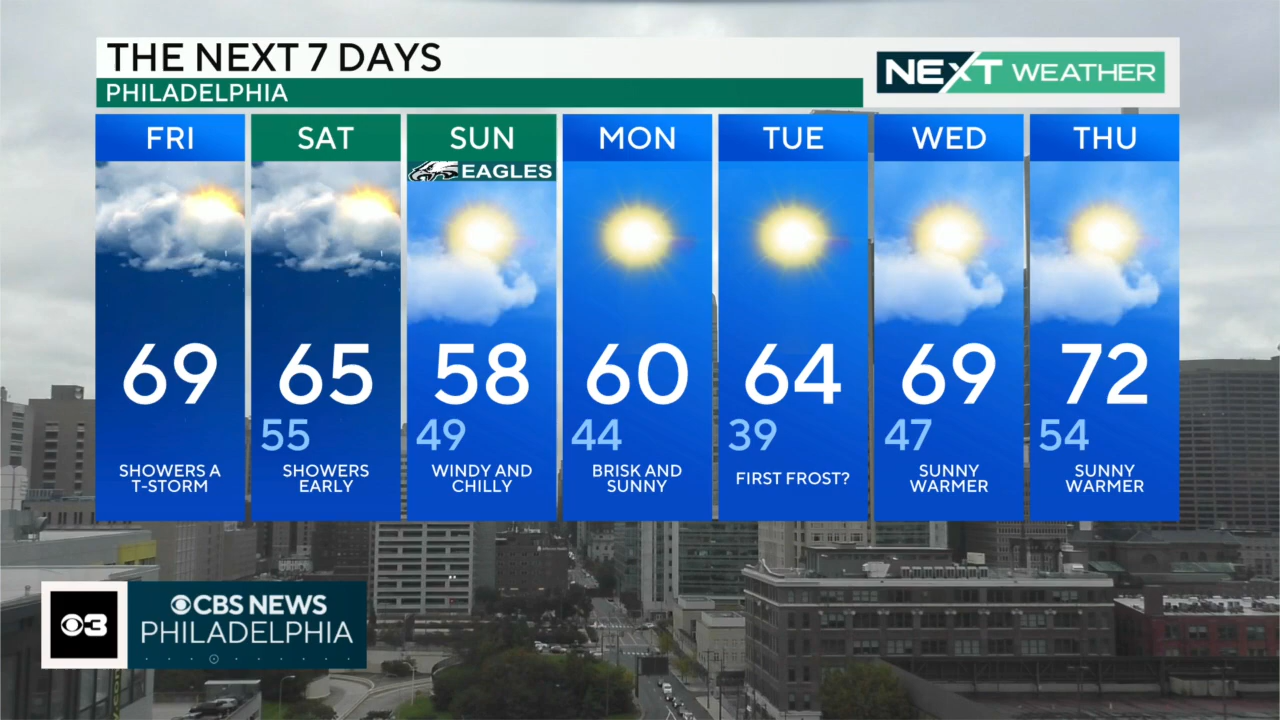 THE NEXT 7 DAYS
NEXT WEATHER
PHILADELPHIA
FRI
SAT
SUN
MON
TUE
WED
THU
EAGLES
69
65
58
60
64
69
72
55
49
44
39
47
54
SHOWERS A
T-STORM
SHOWERS
EARLY
WINDY AND
CHILLY
BRISK AND
SUNNY
FIRST FROST?
SUNNY
WARMER
SUNNY
WARMER
3
CBS NEWS
PHILADELPHIA